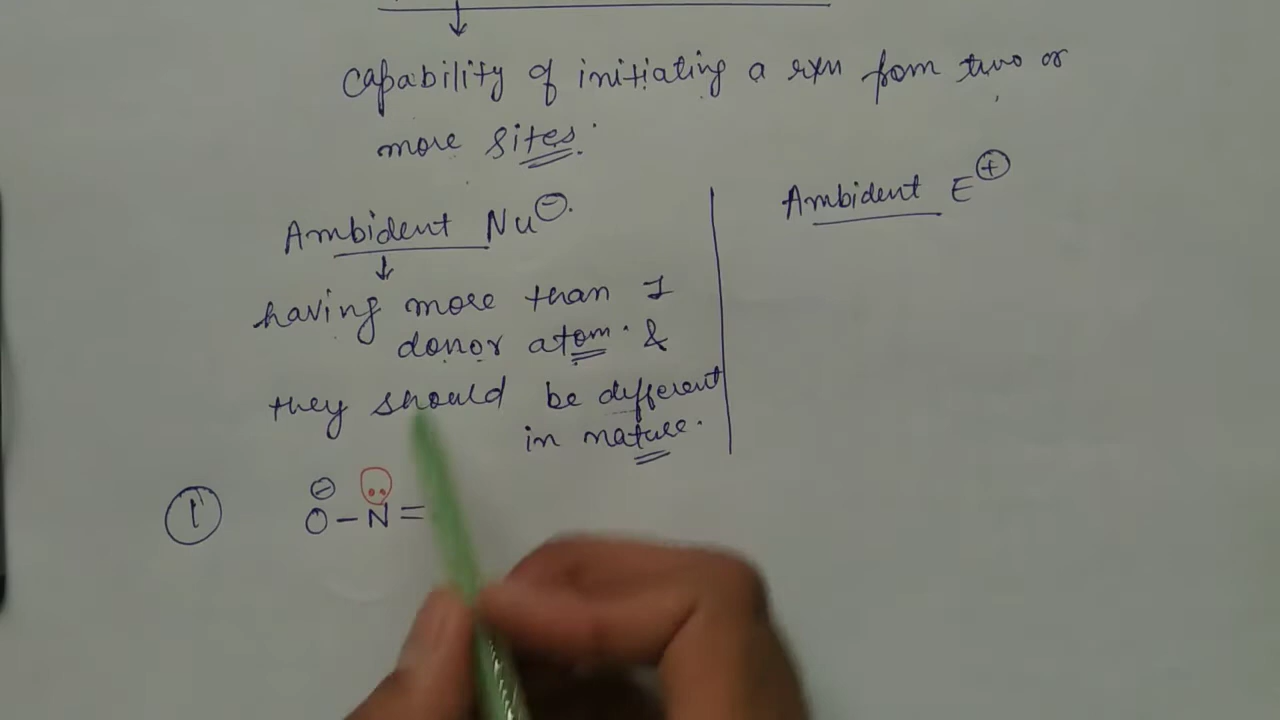 Capability of initiating a rxn from two or
more sites.
Ambident Nu⊖.
having more than 1
donor atom. &
they should be different
in nature.
Ambident E⊕
① ⊖ ..
O–N=